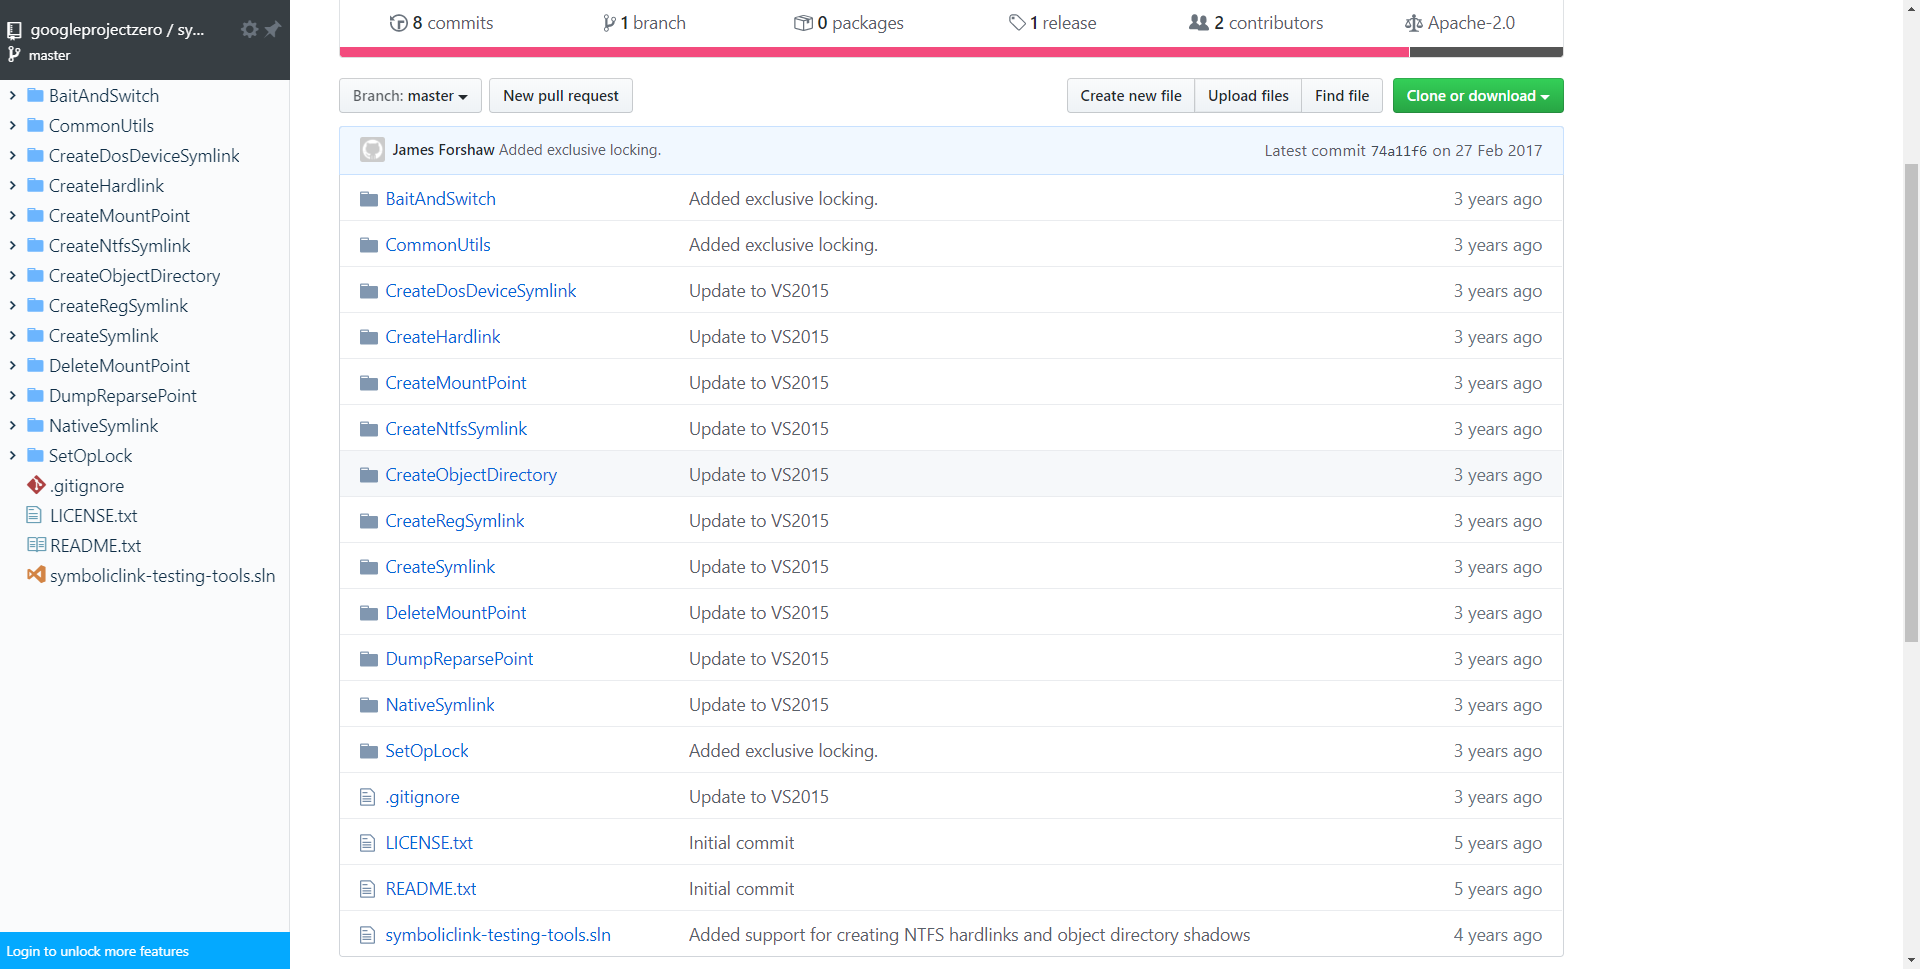 googleprojectzero / sy...
master
BaitAndSwitch
CommonUtils
CreateDosDeviceSymlink
CreateHardlink
CreateMountPoint
CreateNtfsSymlink
CreateObjectDirectory
CreateRegSymlink
CreateSymlink
DeleteMountPoint
DumpReparsePoint
NativeSymlink
SetOpLock
.gitignore
LICENSE.txt
README.txt
symboliclink-testing-tools.sln
Login to unlock more features
8 commits 1 branch 0 packages 1 release 2 contributors Apache-2.0
Branch: master New pull request Create new file Upload files Find file Clone or download
James Forshaw Added exclusive locking. Latest commit 74a11f6 on 27 Feb 2017
BaitAndSwitch Added exclusive locking. 3 years ago
CommonUtils Added exclusive locking. 3 years ago
CreateDosDeviceSymlink Update to VS2015 3 years ago
CreateHardlink Update to VS2015 3 years ago
CreateMountPoint Update to VS2015 3 years ago
CreateNtfsSymlink Update to VS2015 3 years ago
CreateObjectDirectory Update to VS2015 3 years ago
CreateRegSymlink Update to VS2015 3 years ago
CreateSymlink Update to VS2015 3 years ago
DeleteMountPoint Update to VS2015 3 years ago
DumpReparsePoint Update to VS2015 3 years ago
NativeSymlink Update to VS2015 3 years ago
SetOpLock Added exclusive locking. 3 years ago
.gitignore Update to VS2015 3 years ago
LICENSE.txt Initial commit 5 years ago
README.txt Initial commit 5 years ago
symboliclink-testing-tools.sln Added support for creating NTFS hardlinks and object directory shadows 4 years ago